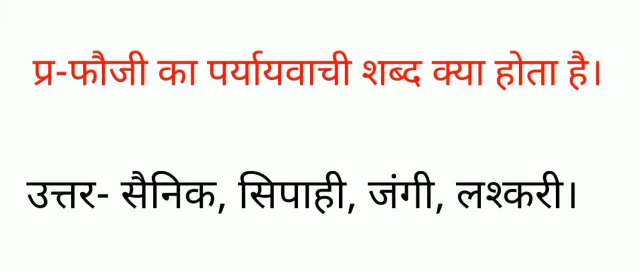 प्र-फौजी का पर्यायवाची शब्द क्या होता है।
उत्तर- सैनिक, सिपाही, जंगी, लश्करी।